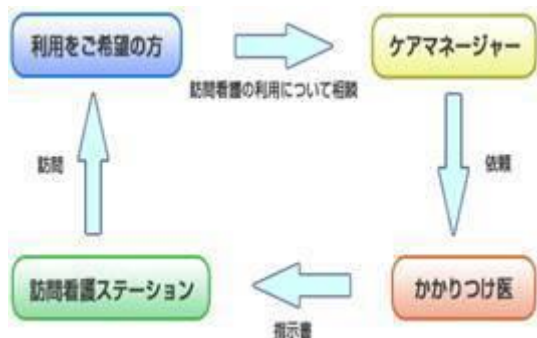 利用をご希望の方
ケアマネージャー
訪問看護の利用について相談
訪問
依頼
訪問看護ステーション
かかりつけ医
指示書